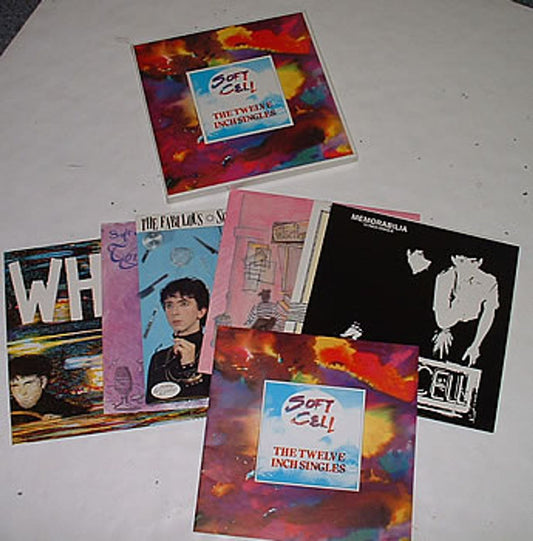 SOFT
CELL
THE TWELVE
INCH SINGLES
THE FABULOUS
MEMORABILIA
WH
CELL
SOFT
CELL
THE TWELVE
INCH SINGLES